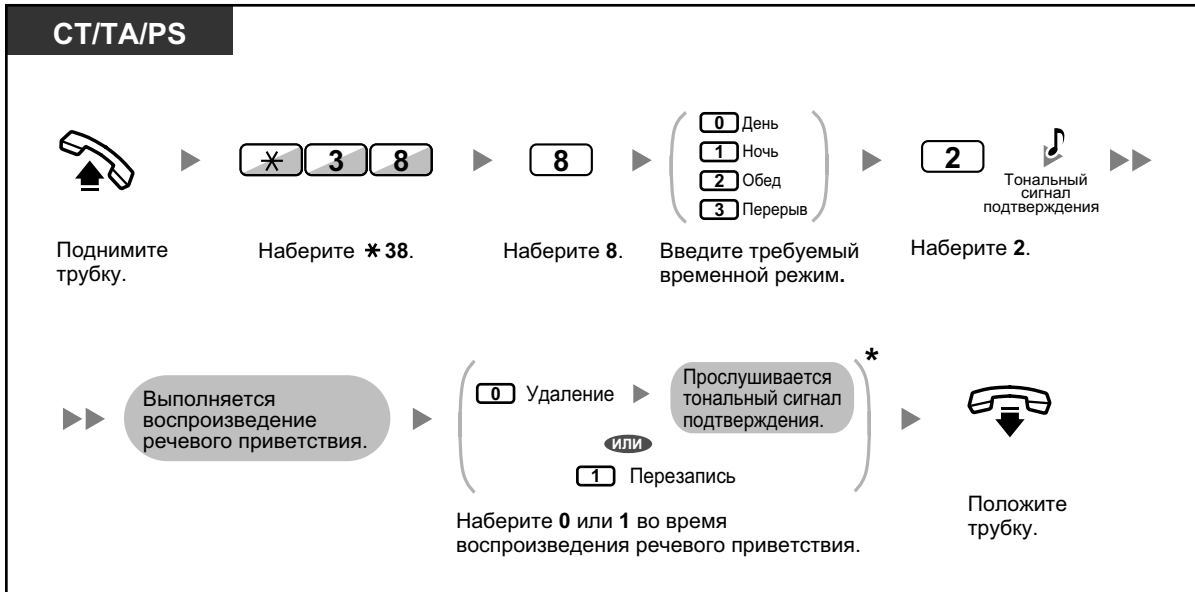 CT/TA/PS
* 3 8
8
0 День
1 Ночь
2 Обед
3 Перерыв
2
Тональный
сигнал
подтверждения
Поднимите
трубку.
Наберите * 38.
Наберите 8.
Введите требуемый
временной режим.
Наберите 2.
Выполняется
воспроизведение
речевого приветствия.
0 Удаление
Прослушивается
тональный сигнал
подтверждения.
*
или
1 Перезапись
Наберите 0 или 1 во время
воспроизведения речевого приветствия.
Положите
трубку.